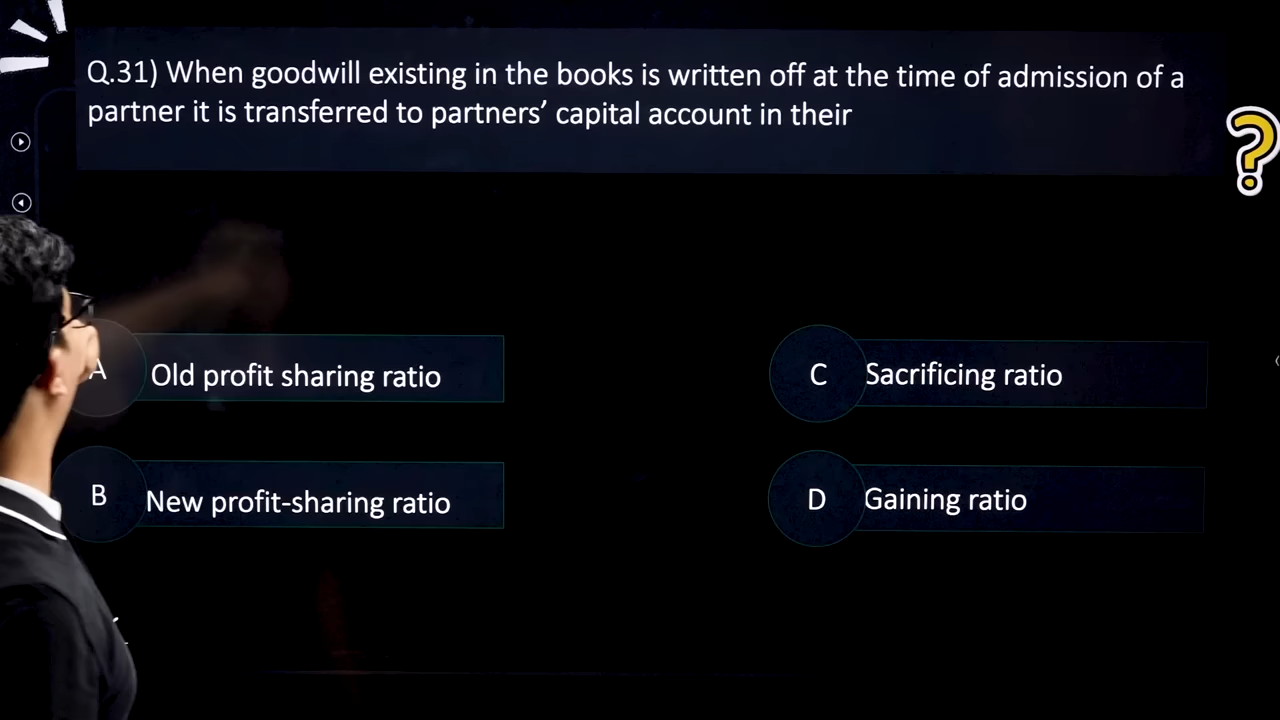 Q.31) When goodwill existing in the books is written off at the time of admission of a
partner it is transferred to partners’ capital account in their
A Old profit sharing ratio
B New profit-sharing ratio
C Sacrificing ratio
D Gaining ratio